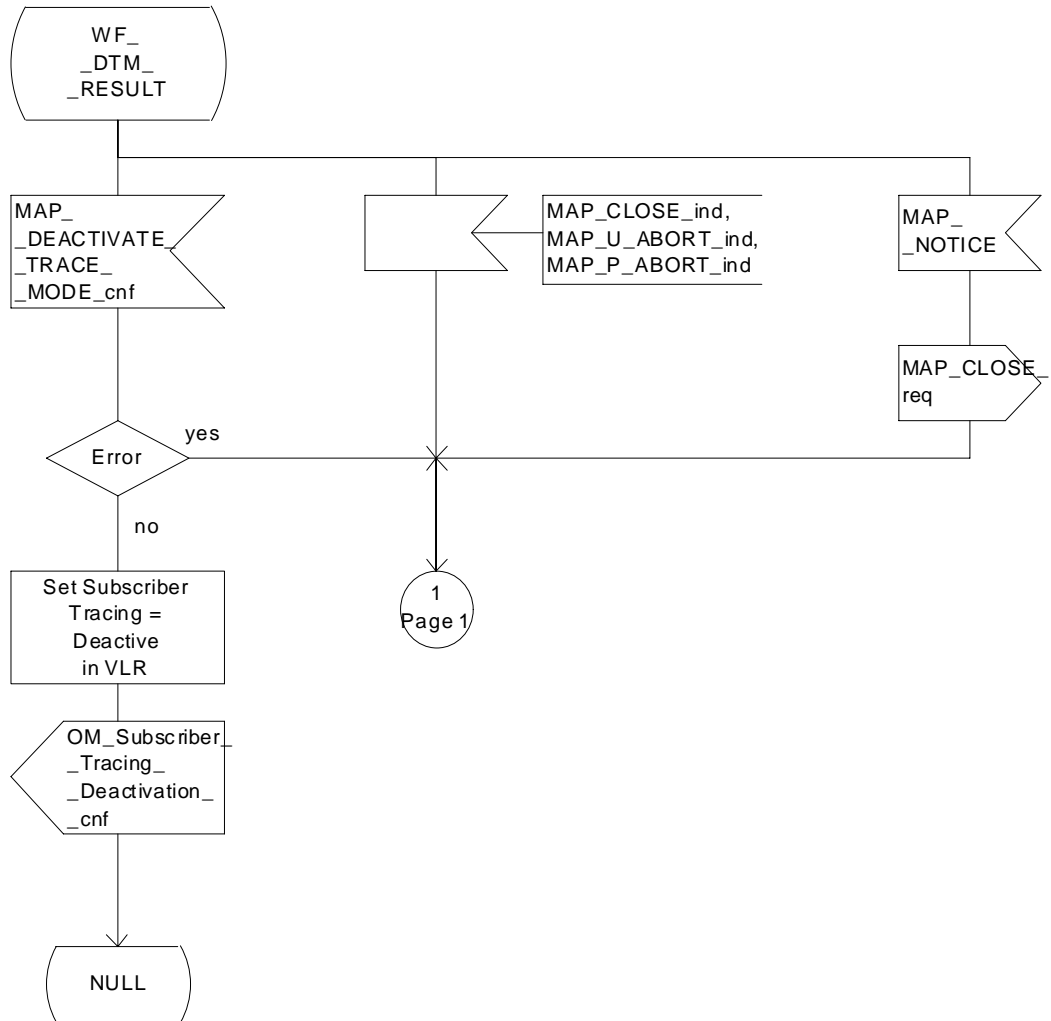 WF_
_DTM_
_RESULT
MAP_
_DEACTIVATE_
_TRACE_
_MODE_cnf
MAP_CLOSE_ind,
MAP_U_ABORT_ind,
MAP_P_ABORT_ind
MAP_
_NOTICE
MAP_CLOSE_
req
Error
yes
no
Set Subscriber
Tracing =
Deactive
in VLR
1
Page 1
OM_Subscriber_
_Tracing_
_Deactivation_
_cnf
NULL